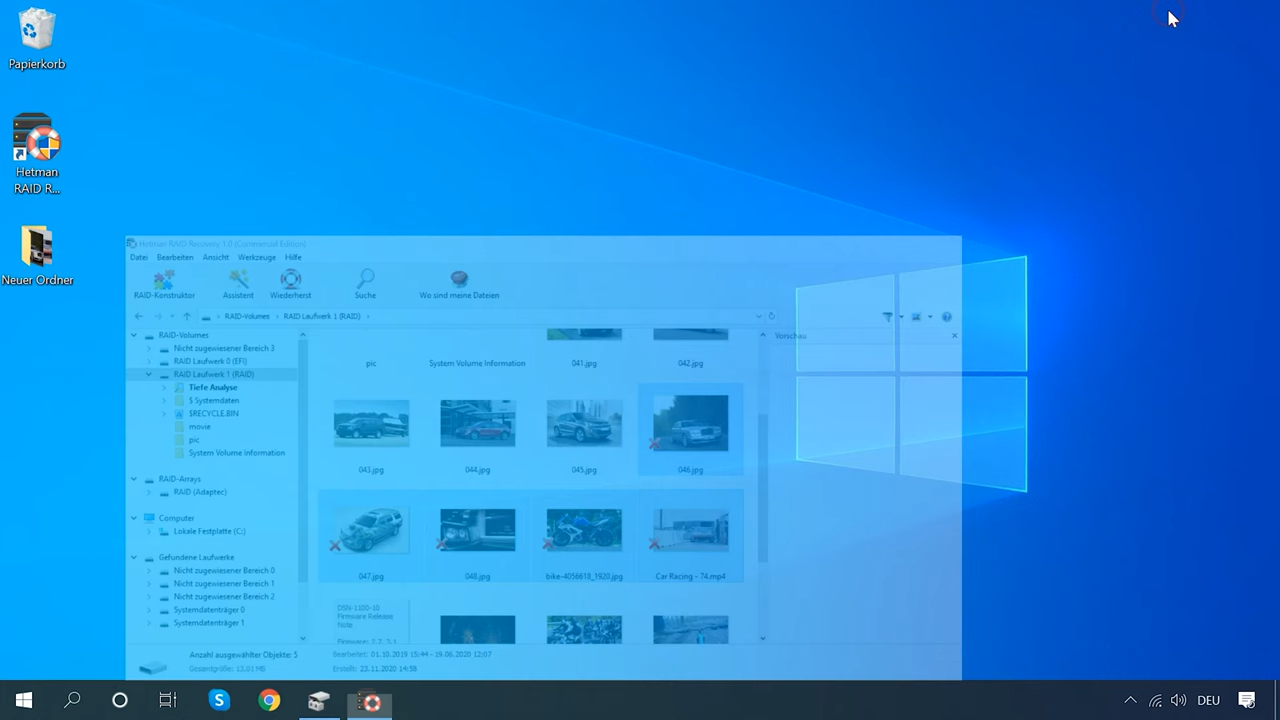 Papierkorb
Hetman
RAID R...
Neuer Ordner
Hetman RAID Recovery 1.0 (Commercial Edition)
Datei Bearbeiten Ansicht Werkzeuge Hilfe
RAID-Konstruktor Assistent Wiederherst Suche Wo sind meine Dateien
RAID-Volumes RAID Laufwerk 1 (RAID)
Vorschau
RAID-Volumes
Nicht zugewiesener Bereich 3
RAID Laufwerk 0 (EFI)
RAID Laufwerk 1 (RAID)
Tiefe Analyse
$ Systemdaten
$RECYCLE.BIN
movie
pic
System Volume Information
RAID-Arrays
RAID (Adaptec)
Computer
Lokale Festplatte (C:)
Gefundene Laufwerke
Nicht zugewiesener Bereich 0
Nicht zugewiesener Bereich 1
Nicht zugewiesener Bereich 2
Systemdatenträger 0
Systemdatenträger 1
pic System Volume Information 041.jpg 042.jpg
043.jpg 044.jpg 045.jpg 046.jpg
047.jpg 048.jpg bike-4056618_1920.jpg Car Racing - 74.mp4
DSN-1100-10
Firmware Release
Note
Anzahl ausgewählter Objekte: 5 Bearbeitet: 01.10.2019 15:44 - 19.06.2020 12:07
Gesamtgröße: 13,01 MB Erstellt: 23.11.2020 14:58
DEU